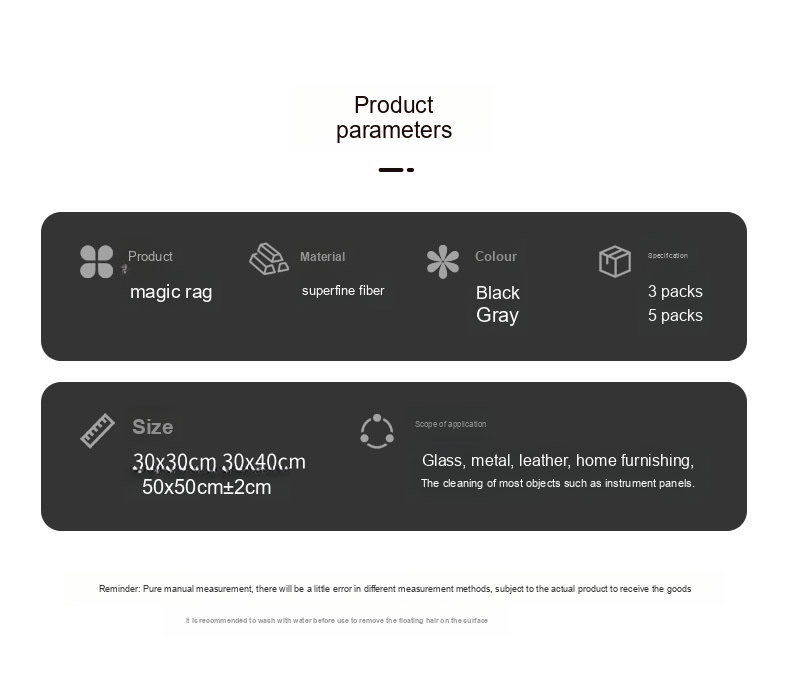 Product
parameters
Product
magic rag
Material
superfine fiber
Colour
Black
Gray
Specification
3 packs
5 packs
Size
30x30cm 30x40cm
50x50cm±2cm
Scope of application
Glass, metal, leather, home furnishing,
The cleaning of most objects such as instrument panels.
Reminder: Pure manual measurement, there will be a little error in different measurement methods, subject to the actual product to receive the goods
It is recommended to wash with water before use to remove the floating hair on the surface